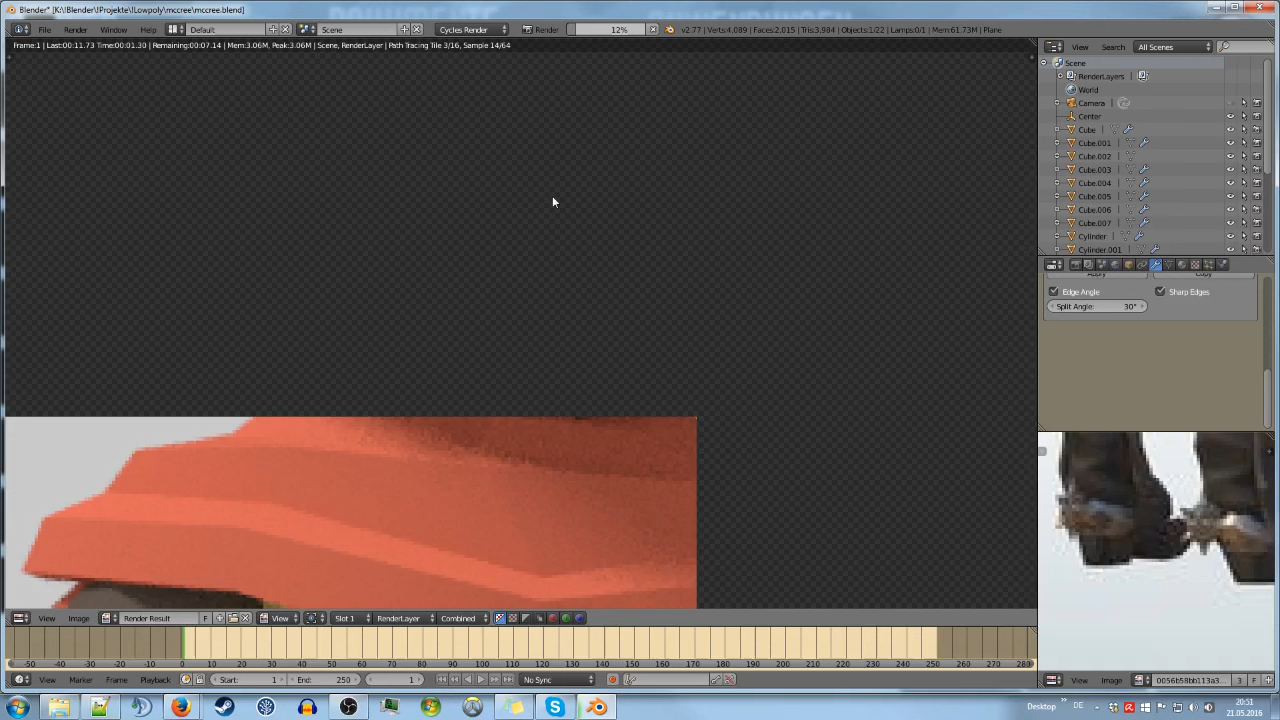 Blender* [K:\!Blender\!Projekte\!Lowpoly\mccree\mccree.blend]
File Render Window Help Default Scene Cycles Render Render 12% v2.77 | Verts:4,089 | Faces:2,015 | Tris:3,984 | Objects:1/22 | Lamps:0/1 | Mem:61.73M | Plane
Frame:1 | Last:00:11.73 Time:00:01.30 | Remaining:00:07.14 | Mem:3.06M, Peak:3.06M | Scene, RenderLayer | Path Tracing Tile 3/16, Sample 14/64
View Search All Scenes
Scene
RenderLayers
World
Camera
Center
Cube
Cube.001
Cube.002
Cube.003
Cube.004
Cube.005
Cube.006
Cube.007
Cylinder
Cylinder.001
Apply Copy
Edge Angle Sharp Edges
Split Angle: 30°
View Image Render Result F View Slot 1 RenderLayer Combined
-50 -40 -30 -20 -10 0 10 20 30 40 50 60 70 80 90 100 110 120 130 140 150 160 170 180 190 200 210 220 230 240 250 260 270 280
View Marker Frame Playback Start: 1 End: 250 1 No Sync
View Image 0056b58bb113a3... 3 F
Desktop DE 20:51
21.05.2016